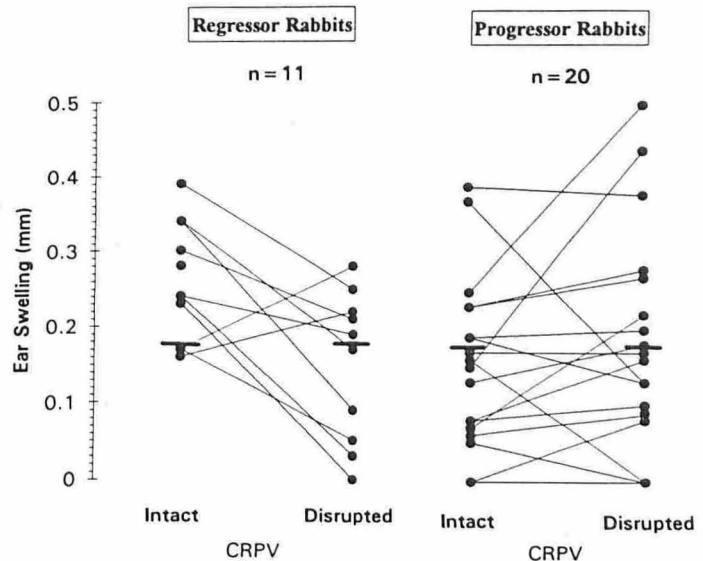 Regressor Rabbits
n = 11
Progressor Rabbits
n = 20
Ear Swelling (mm)
0.5
0.4
0.3
0.2
0.1
0
Intact
Disrupted
CRPV
Intact
Disrupted
CRPV